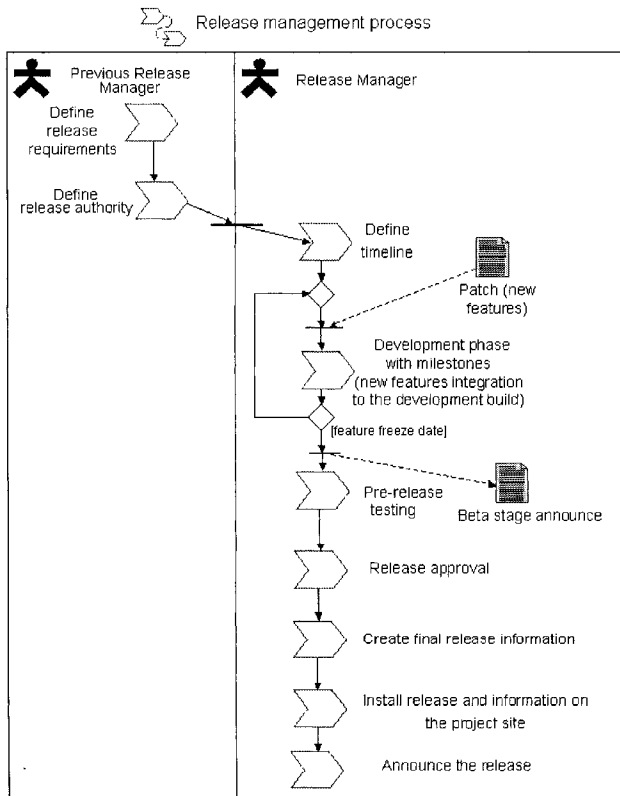 Release management process
Previous Release
Manager
Release Manager
Define
release
requirements
Define
release authority
Define
timeline
Patch (new
features)
Development phase
with milestones
(new features integration
to the development build)
[feature freeze date]
Pre-release
testing
Beta stage announce
Release approval
Create final release information
Install release and information on
the project site
Announce the release